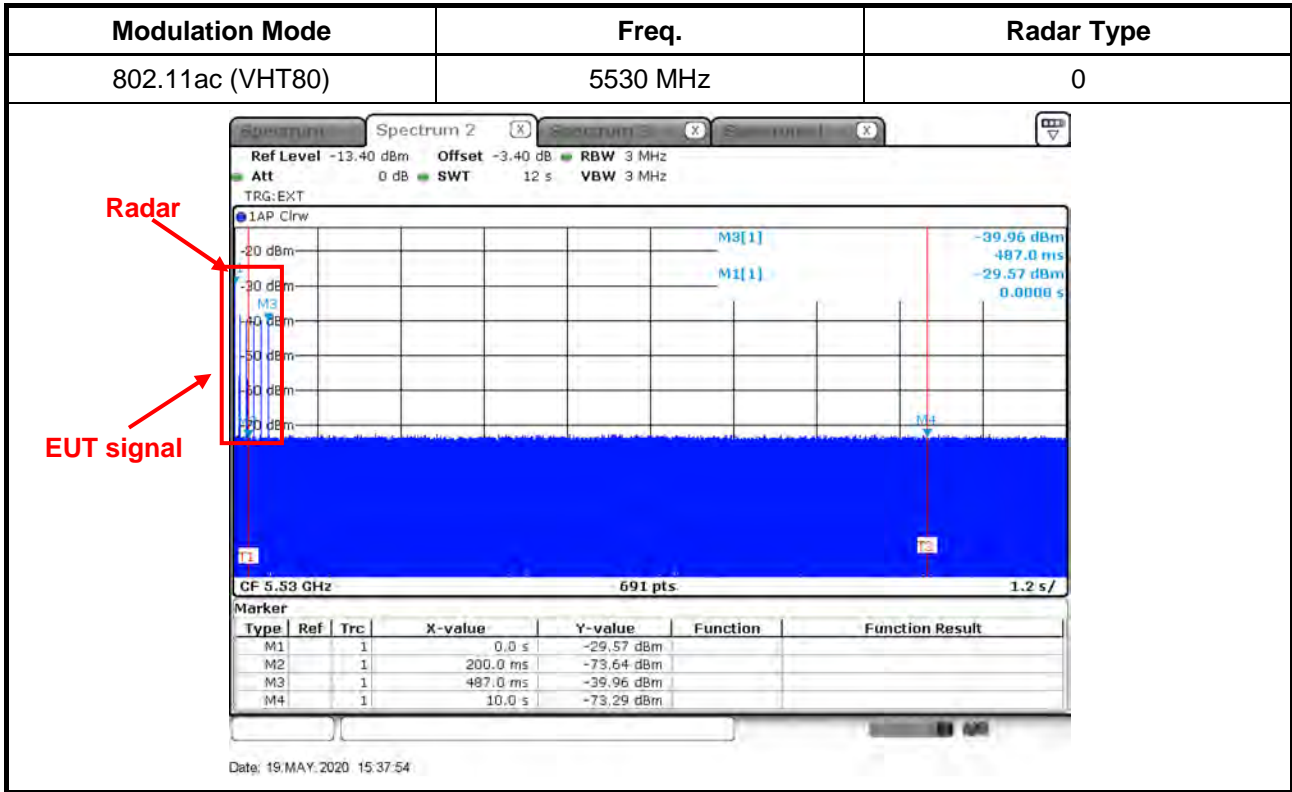 Modulation Mode Freq. Radar Type
802.11ac (VHT80) 5530 MHz 0
Spectrum 2
Ref Level -13.40 dBm Offset -3.40 dB RBW 3 MHz
Att 0 dB SWT 12 s VBW 3 MHz
TRG:EXT
1AP Clrw
Radar
M3[1] -39.96 dBm
-20 dBm 487.0 ms
M1[1] -29.57 dBm
-30 dBm 0.0000 s
M3
-40 dBm
-50 dBm
-60 dBm
-70 dBm M4
EUT signal
T1
CF 5.53 GHz 691 pts 1.2 s/
Marker
Type Ref Trc X-value Y-value Function Function Result
M1 1 0.0 s -29.57 dBm
M2 1 200.0 ms -73.64 dBm
M3 1 487.0 ms -39.96 dBm
M4 1 10.0 s -73.29 dBm
Date: 19.MAY.2020 15:37:54